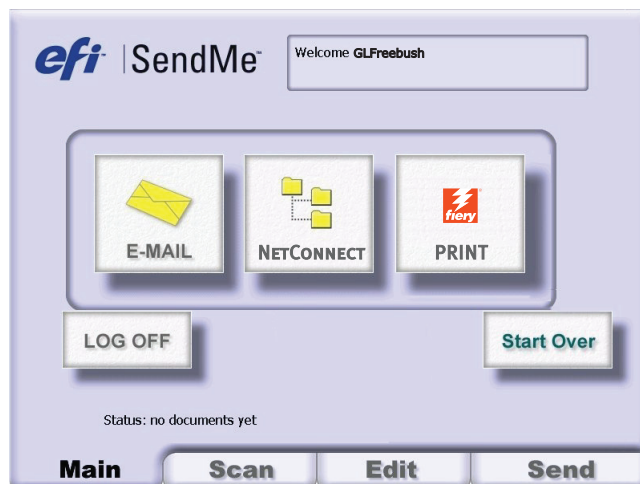 efi SendMe™
Welcome GLFreebush
E-MAIL
NETCONNECT
fiery
PRINT
LOG OFF
Start Over
Status: no documents yet
Main Scan Edit Send